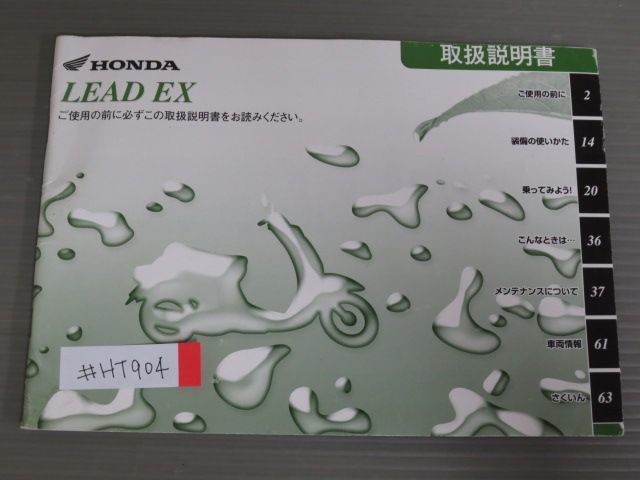 取扱説明書
HONDA
LEAD EX
ご使用の前に必ずこの取扱説明書をお読みください。
ご使用の前に 2
装備の使いかた 14
乗ってみよう! 20
こんなときは… 36
メンテナンスについて 37
車両情報 61
さくいん 63
#HT904